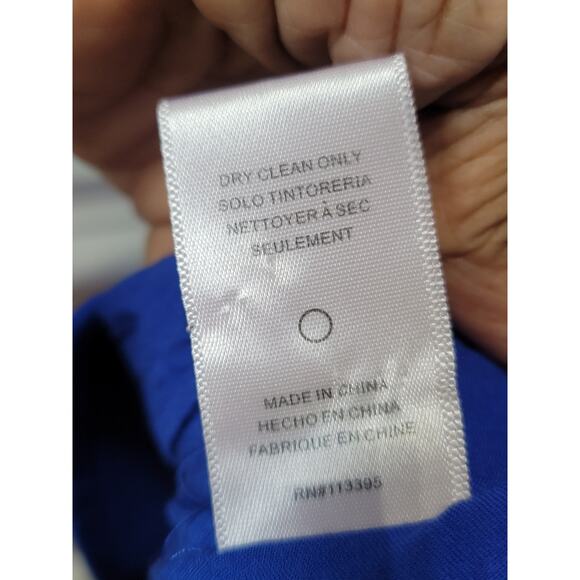 DRY CLEAN ONLY
SOLO TINTORERIA
NETTOYER À SEC
SEULEMENT
MADE IN CHINA
HECHO EN CHINA
FABRIQUE EN CHINE
RN#113395